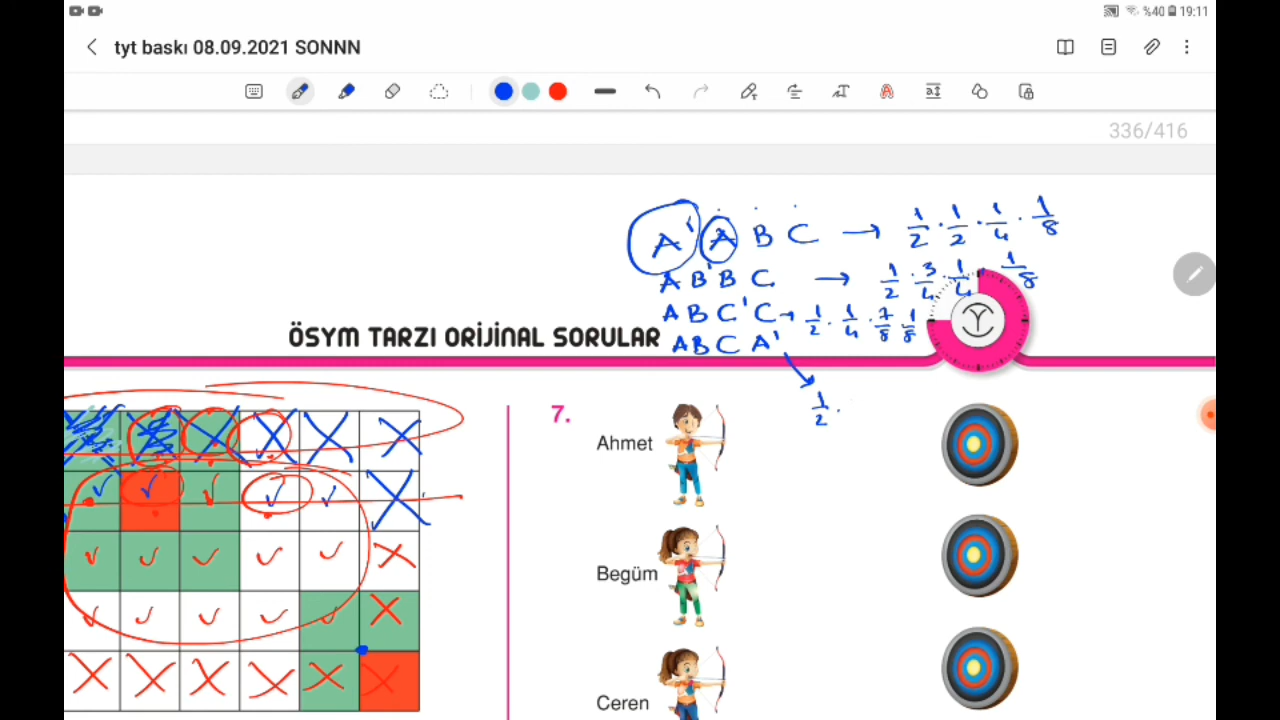 %40 19:11
tyt baskı 08.09.2021 SONNN
336/416
A' A B C → 1/2 · 1/2 · 1/4 · 1/8
A B' B C → 1/2 · 3/4 · 1/4 · 1/8
A B C' C → 1/2 · 1/4 · 7/8 1/8
A B C A'
1/2 ·
ÖSYM TARZI ORİJİNAL SORULAR
7.
Ahmet
Begüm
Ceren